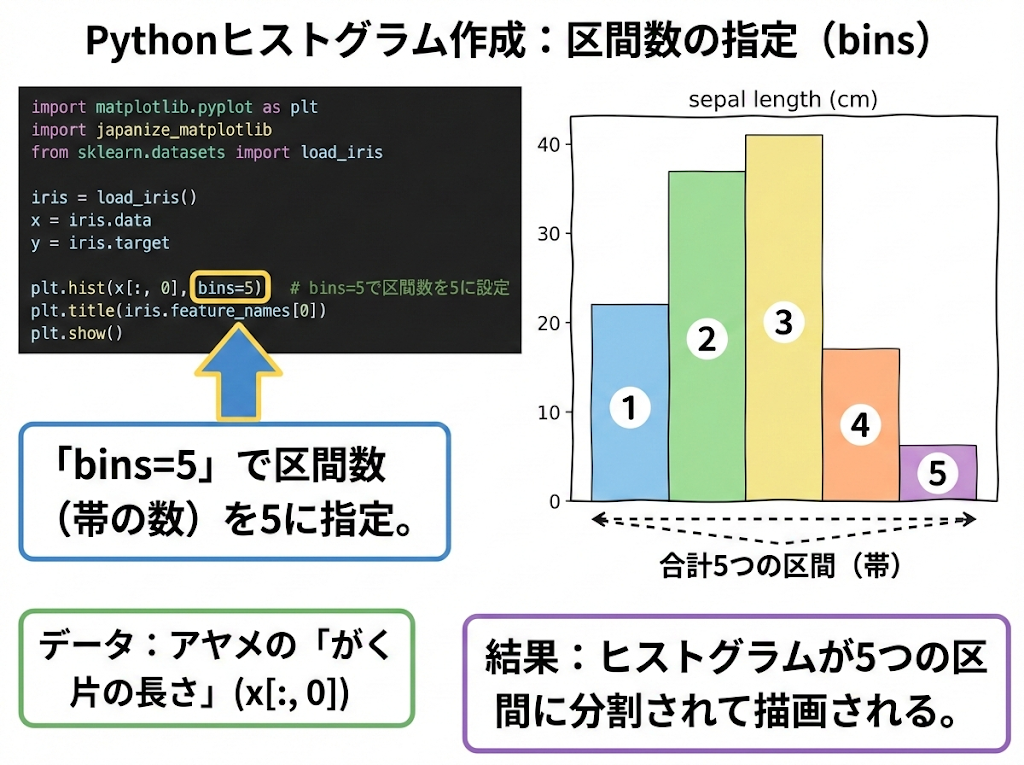 Pythonヒストグラム作成：区間数の指定（bins）
import matplotlib.pyplot as plt
import japanize_matplotlib
from sklearn.datasets import load_iris
iris = load_iris()
x = iris.data
y = iris.target
plt.hist(x[:, 0], bins=5)  # bins=5で区間数を5に設定
plt.title(iris.feature_names[0])
plt.show()
「bins=5」で区間数
（帯の数）を5に指定。
データ：アヤメの「がく
片の長さ」(x[:, 0])
sepal length (cm)
40
30
20
10
0
1
2
3
4
5
合計5つの区間（帯）
結果：ヒストグラムが5つの区
間に分割されて描画される。